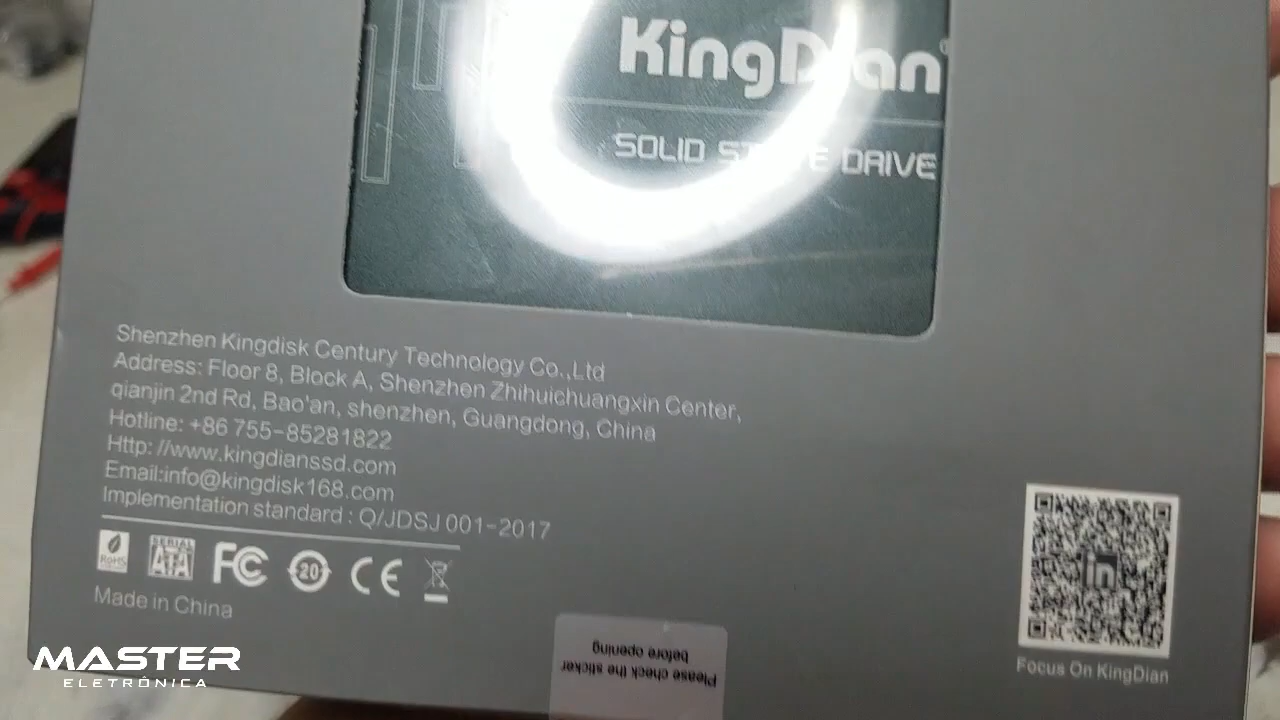 KingDian
SOLID STATE DRIVE
Shenzhen Kingdisk Century Technology Co.,Ltd
Address: Floor 8, Block A, Shenzhen Zhihuichuangxin Center,
qianjin 2nd Rd, Bao'an, shenzhen, Guangdong, China
Hotline: +86 755-85281822
Http: //www.kingdianssd.com
Email:info@kingdisk168.com
Implementation standard : Q/JDSJ 001-2017
RoHS
SERIAL
ATA
FC
20
CE
Made in China
in
Focus On KingDian
Please check the sticker
before opening
MASTER
ELETRÓNICA